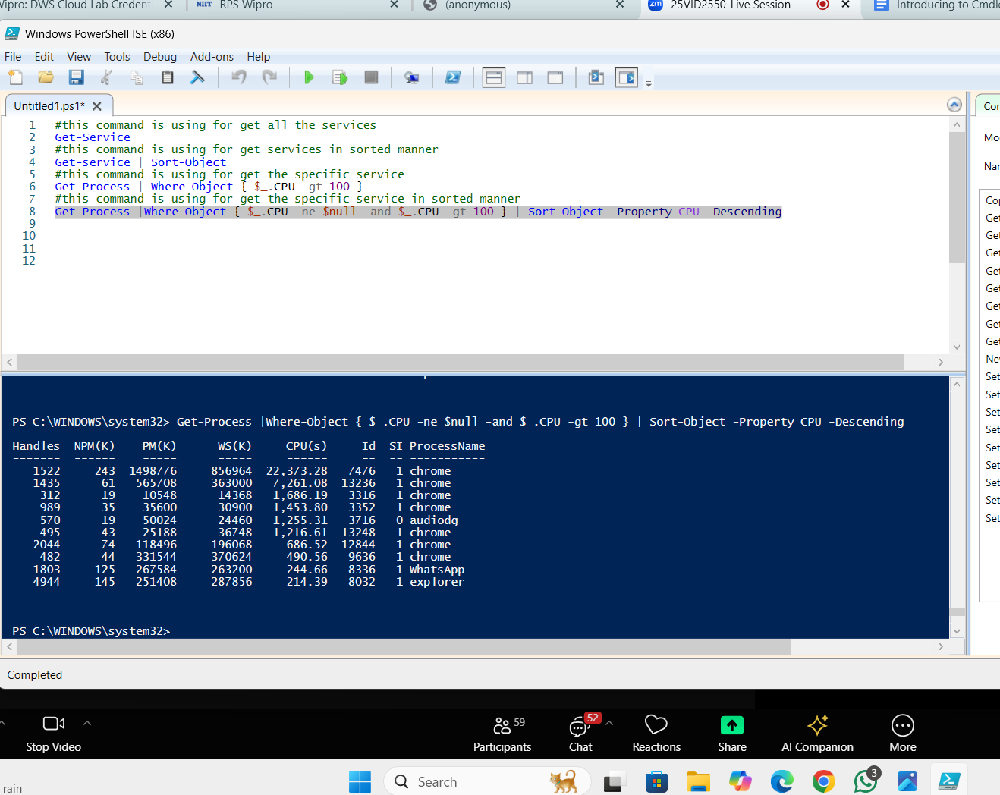 Wipro: DWS Cloud Lab Credent
NIIT RPS Wipro
(anonymous)
zm 25VID2550-Live Session
Introducing to Cmdle
Windows PowerShell ISE (x86)
File Edit View Tools Debug Add-ons Help
Untitled1.ps1*
1 #this command is using for get all the services
2 Get-Service
3 #this command is using for get services in sorted manner
4 Get-service | Sort-Object
5 #this command is using for get the specific service
6 Get-Process | Where-Object { $_.CPU -gt 100 }
7 #this command is using for get the specific service in sorted manner
8 Get-Process |Where-Object { $_.CPU -ne $null -and $_.CPU -gt 100 } | Sort-Object -Property CPU -Descending
9
10
11
12
PS C:\WINDOWS\system32> Get-Process |Where-Object { $_.CPU -ne $null -and $_.CPU -gt 100 } | Sort-Object -Property CPU -Descending
Handles NPM(K) PM(K) WS(K) CPU(s) Id SI ProcessName
------- ------ ----- ----- ------ -- -- -----------
1522 243 1498776 856964 22,373.28 7476 1 chrome
1435 61 565708 363000 7,261.08 13236 1 chrome
312 19 10548 14368 1,686.19 3316 1 chrome
989 35 35600 30900 1,453.80 3352 1 chrome
570 19 50024 24460 1,255.31 3716 0 audiodg
495 43 25188 36748 1,216.61 13248 1 chrome
2044 74 118496 196068 686.52 12844 1 chrome
482 44 331544 370624 490.56 9636 1 chrome
1803 125 267584 263200 244.66 8336 1 WhatsApp
4944 145 251408 287856 214.39 8032 1 explorer
PS C:\WINDOWS\system32>
Con
Mo
Nar
Cop
Get
Get
Get
Get
Get
Get
Get
Get
Nev
Set
Set
Set
Set
Set
Set
Set
Set
Set
Completed
59
52
Stop Video
Participants
Chat
Reactions
Share
AI Companion
More
rain
Search
3